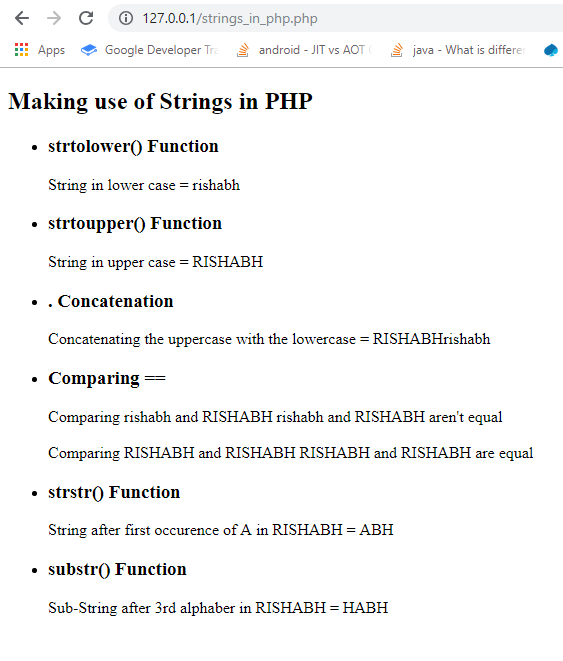 127.0.0.1/strings_in_php.php
Apps Google Developer Tra android - JIT vs AOT java - What is differe
Making use of Strings in PHP
• strtolower() Function
String in lower case = rishabh
• strtoupper() Function
String in upper case = RISHABH
• . Concatenation
Concatenating the uppercase with the lowercase = RISHABHrishabh
• Comparing ==
Comparing rishabh and RISHABH rishabh and RISHABH aren't equal
Comparing RISHABH and RISHABH RISHABH and RISHABH are equal
• strstr() Function
String after first occurence of A in RISHABH = ABH
• substr() Function
Sub-String after 3rd alphaber in RISHABH = HABH